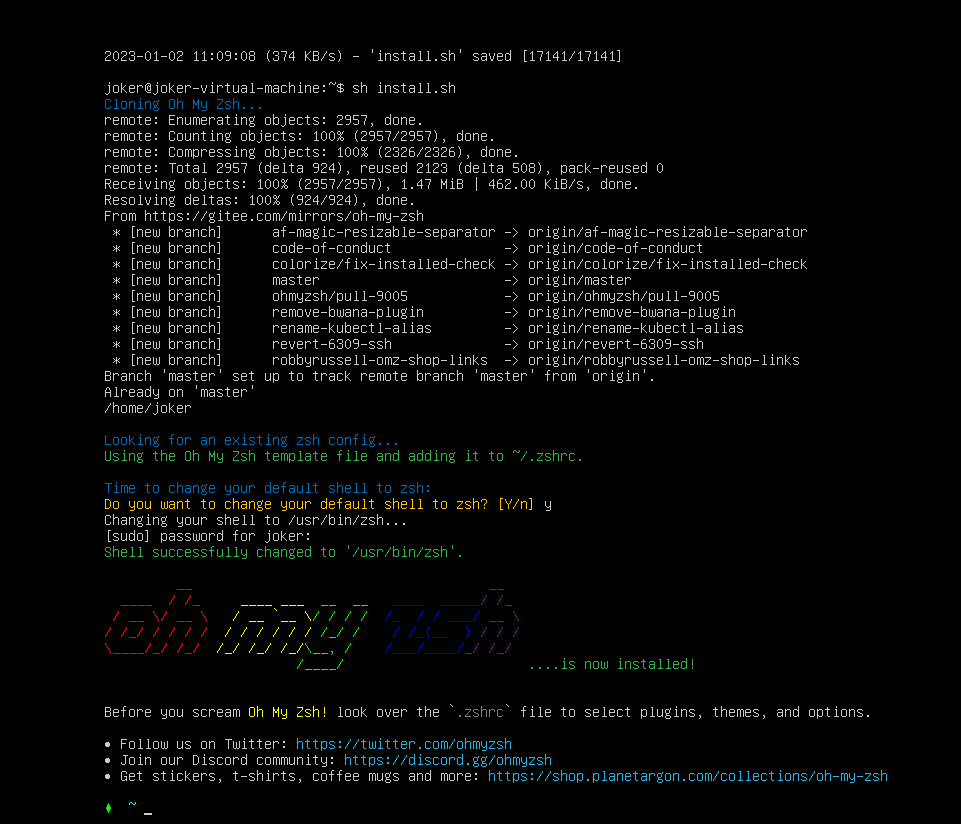 2023-01-02 11:09:08 (374 KB/s) - 'install.sh' saved [17141/17141]
joker@joker-virtual-machine:~$ sh install.sh
Cloning Oh My Zsh...
remote: Enumerating objects: 2957, done.
remote: Counting objects: 100% (2957/2957), done.
remote: Compressing objects: 100% (2326/2326), done.
remote: Total 2957 (delta 924), reused 2123 (delta 508), pack-reused 0
Receiving objects: 100% (2957/2957), 1.47 MiB | 462.00 KiB/s, done.
Resolving deltas: 100% (924/924), done.
From https://gitee.com/mirrors/oh-my-zsh
 * [new branch]      af-magic-resizable-separator -> origin/af-magic-resizable-separator
 * [new branch]      code-of-conduct              -> origin/code-of-conduct
 * [new branch]      colorize/fix-installed-check -> origin/colorize/fix-installed-check
 * [new branch]      master                       -> origin/master
 * [new branch]      ohmyzsh/pull-9005            -> origin/ohmyzsh/pull-9005
 * [new branch]      remove-bwana-plugin          -> origin/remove-bwana-plugin
 * [new branch]      rename-kubectl-alias         -> origin/rename-kubectl-alias
 * [new branch]      revert-6309-ssh              -> origin/revert-6309-ssh
 * [new branch]      robbyrussell-omz-shop-links  -> origin/robbyrussell-omz-shop-links
Branch 'master' set up to track remote branch 'master' from 'origin'.
Already on 'master'
/home/joker
Looking for an existing zsh config...
Using the Oh My Zsh template file and adding it to ~/.zshrc.
Time to change your default shell to zsh:
Do you want to change your default shell to zsh? [Y/n] y
Changing your shell to /usr/bin/zsh...
[sudo] password for joker:
Shell successfully changed to '/usr/bin/zsh'.
oh my zsh
....is now installed!
Before you scream Oh My Zsh! look over the `.zshrc` file to select plugins, themes, and options.
• Follow us on Twitter: https://twitter.com/ohmyzsh
• Join our Discord community: https://discord.gg/ohmyzsh
• Get stickers, t-shirts, coffee mugs and more: https://shop.planetargon.com/collections/oh-my-zsh
♦ ~ _